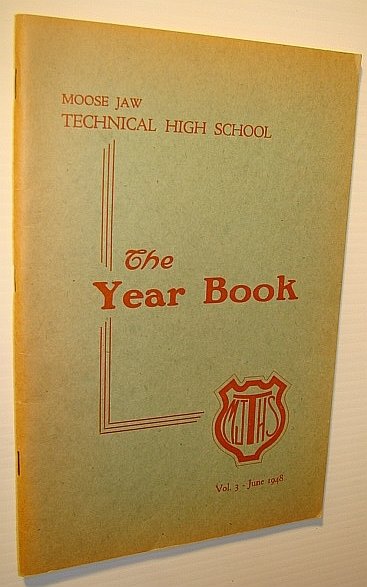 MOOSE JAW
TECHNICAL HIGH SCHOOL
The
Year Book
MJTHS
Vol. 3 - June 1948